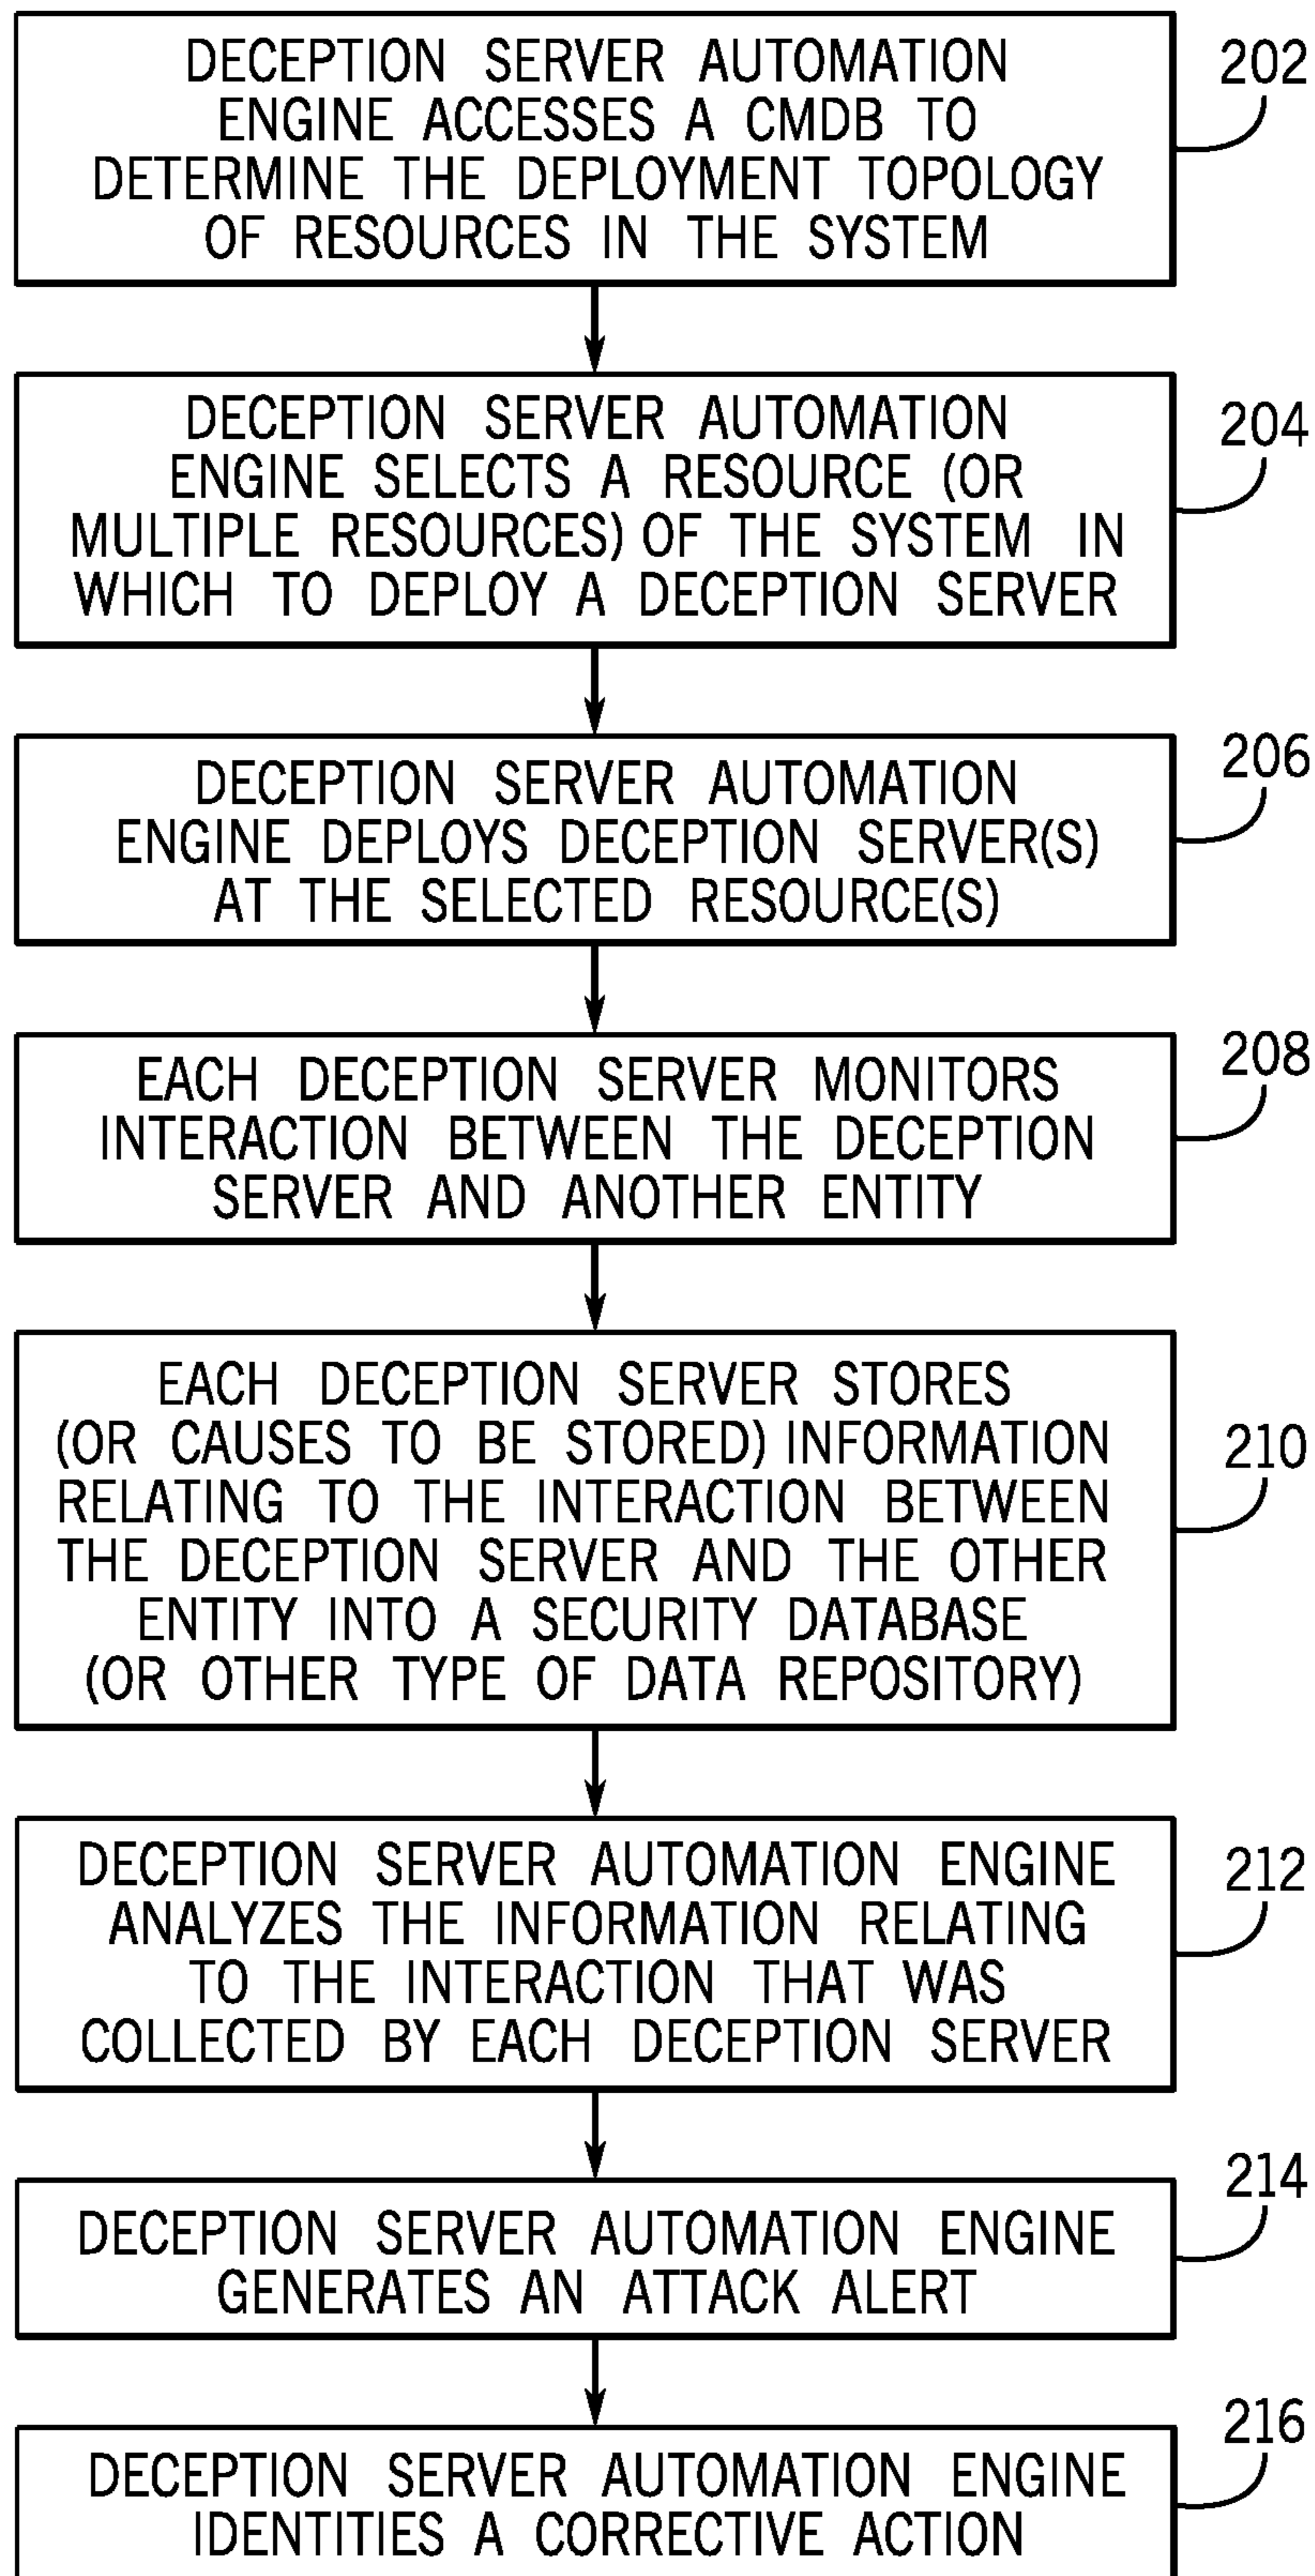 DECEPTION SERVER AUTOMATION
ENGINE ACCESSES A CMDB TO
DETERMINE THE DEPLOYMENT TOPOLOGY
OF RESOURCES IN THE SYSTEM
202
DECEPTION SERVER AUTOMATION
ENGINE SELECTS A RESOURCE (OR
MULTIPLE RESOURCES) OF THE SYSTEM IN
WHICH TO DEPLOY A DECEPTION SERVER
204
DECEPTION SERVER AUTOMATION
ENGINE DEPLOYS DECEPTION SERVER(S)
AT THE SELECTED RESOURCE(S)
206
EACH DECEPTION SERVER MONITORS
INTERACTION BETWEEN THE DECEPTION
SERVER AND ANOTHER ENTITY
208
EACH DECEPTION SERVER STORES
(OR CAUSES TO BE STORED) INFORMATION
RELATING TO THE INTERACTION BETWEEN
THE DECEPTION SERVER AND THE OTHER
ENTITY INTO A SECURITY DATABASE
(OR OTHER TYPE OF DATA REPOSITORY)
210
DECEPTION SERVER AUTOMATION ENGINE
ANALYZES THE INFORMATION RELATING
TO THE INTERACTION THAT WAS
COLLECTED BY EACH DECEPTION SERVER
212
DECEPTION SERVER AUTOMATION ENGINE
GENERATES AN ATTACK ALERT
214
DECEPTION SERVER AUTOMATION ENGINE
IDENTITIES A CORRECTIVE ACTION
216